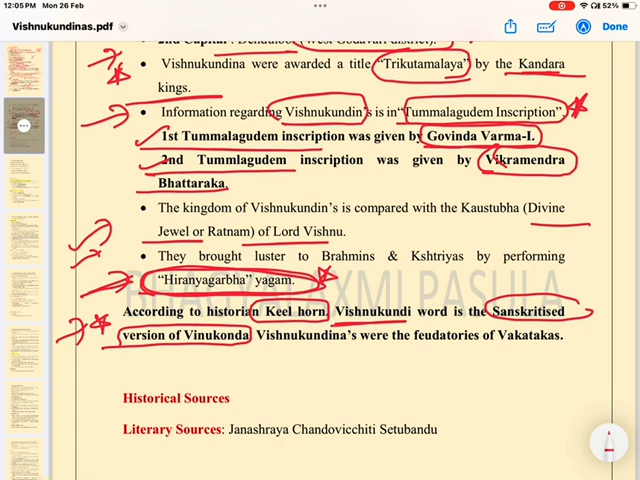 12:05 PM Mon 26 Feb
52%
Vishnukundinas.pdf
Done
2nd Capital :
• Vishnukundina were awarded a title "Trikutamalaya" by the Kandara
kings.
• Information regarding Vishnukundin's is in "Tummalagudem Inscription".
1st Tummalagudem inscription was given by Govinda Varma-I.
2nd Tummlagudem inscription was given by Vikramendra
Bhattaraka.
• The kingdom of Vishnukundin's is compared with the Kaustubha (Divine
Jewel or Ratnam) of Lord Vishnu.
• They brought luster to Brahmins & Kshtriyas by performing
"Hiranyagarbha" yagam.
BHAGYALAXMI PASULA
According to historian Keel horn, Vishnukundi word is the Sanskritised
version of Vinukonda Vishnukundina's were the feudatories of Vakatakas.
Historical Sources
Literary Sources: Janashraya Chandovicchiti Setubandu